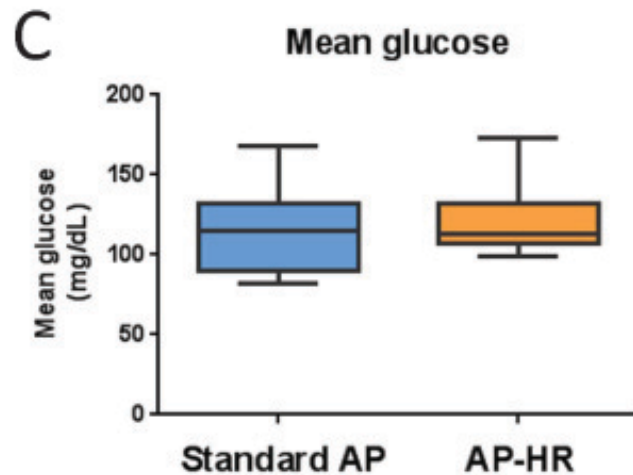 C
Mean glucose
200
150
100
50
0
Mean glucose
(mg/dL)
Standard AP
AP-HR